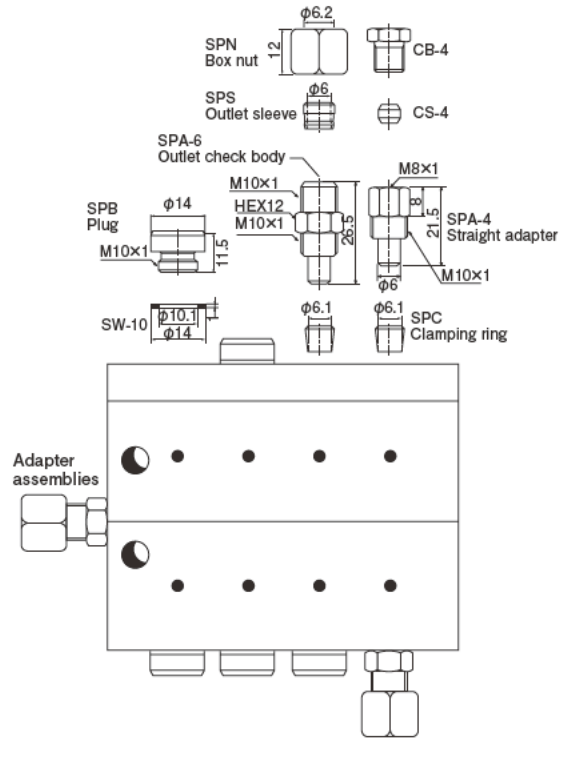 φ6.2
SPN
Box nut
12
CB-4
SPS
Outlet sleeve
φ6
CS-4
SPA-6
Outlet check body
M8×1
M10×1
HEX12
M10×1
26.5
8
21.5
SPA-4
Straight adapter
M10×1
φ6
SPB
Plug
φ14
M10×1
11.5
SW-10
φ10.1
φ14
1
φ6.1
φ6.1
SPC
Clamping ring
Adapter
assemblies